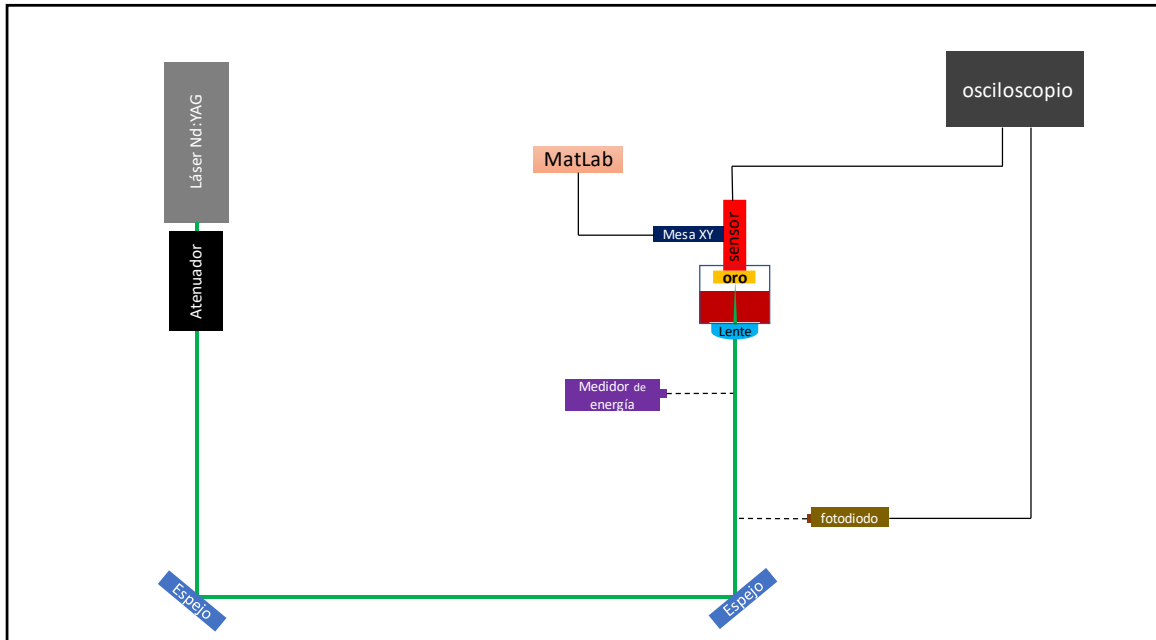 osciloscopio
Láser Nd:YAG
MatLab
sensor
Mesa XY
Atenuador
oro
Lente
Medidor de
energía
fotodiodo
Espejo
Espejo